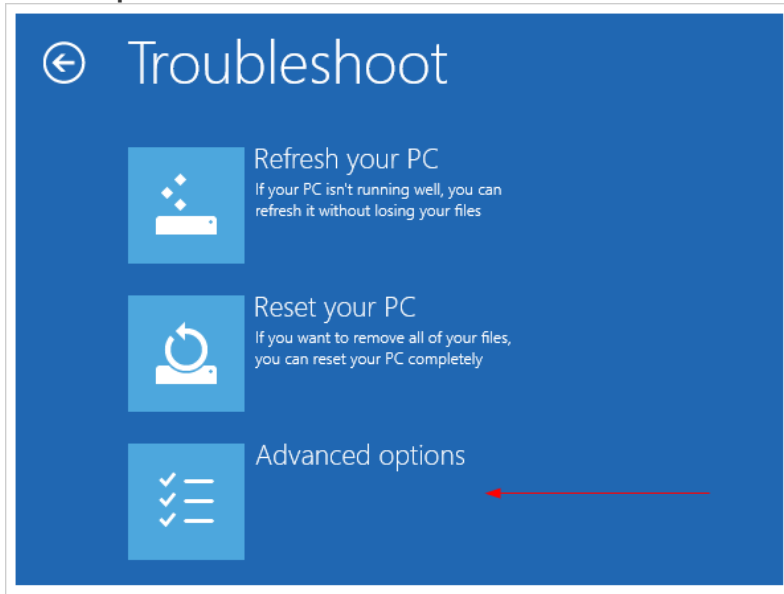 Troubleshoot
Refresh your PC
If your PC isn't running well, you can
refresh it without losing your files
Reset your PC
If you want to remove all of your files,
you can reset your PC completely
Advanced options